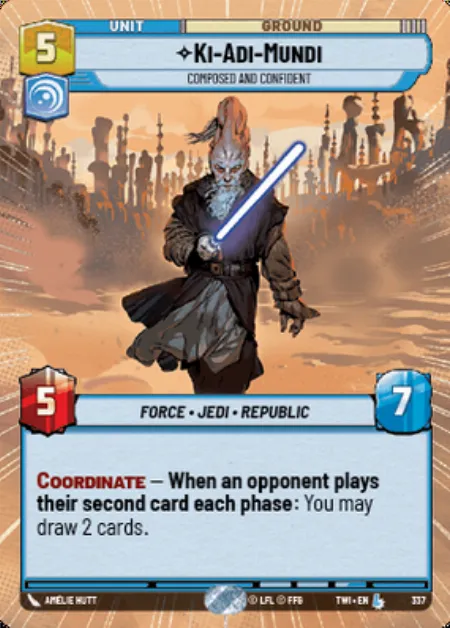 UNIT
GROUND
5
✧KI-ADI-MUNDI
COMPOSED AND CONFIDENT
5
FORCE • JEDI • REPUBLIC
7
COORDINATE – When an opponent plays
their second card each phase: You may
draw 2 cards.
AMÉLIE HUTT
© LFL © FFG
TWI • EN
337